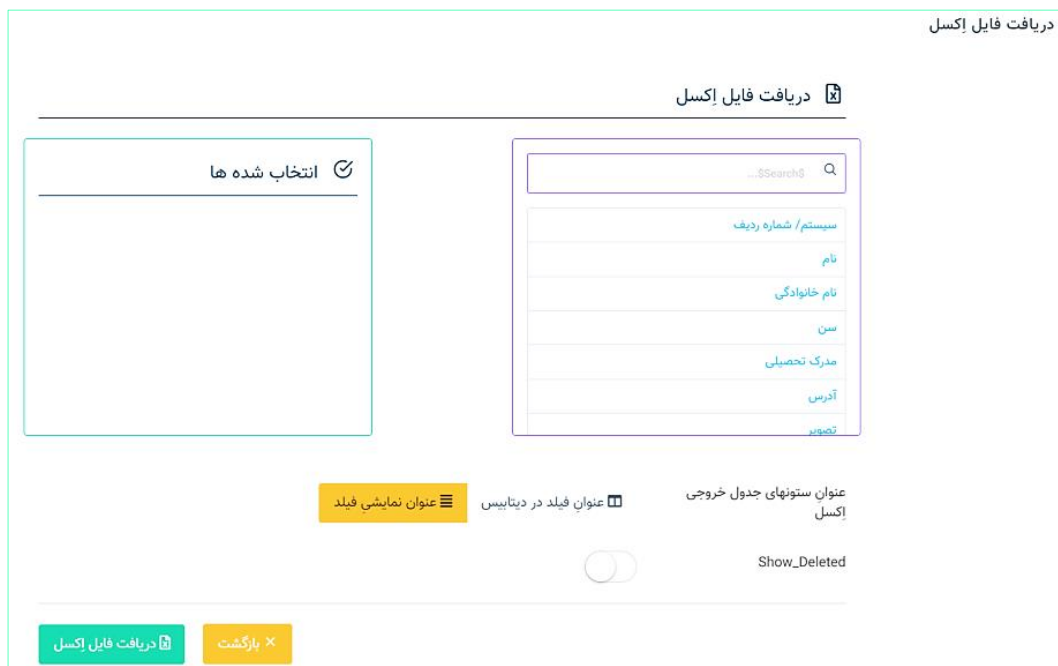 دریافت فایل اِکسل
دریافت فایل اِکسل
$Search$...
سیستم/ شماره ردیف
نام
نام خانوادگی
سن
مدرک تحصیلی
آدرس
تصویر
انتخاب شده ها
عنوانِ ستونهای جدول خروجی
اِکسل
عنوانِ فیلد در دیتابیس
عنوان نمایشیِ فیلد
Show_Deleted
× بازگشت
دریافت فایل اِکسل